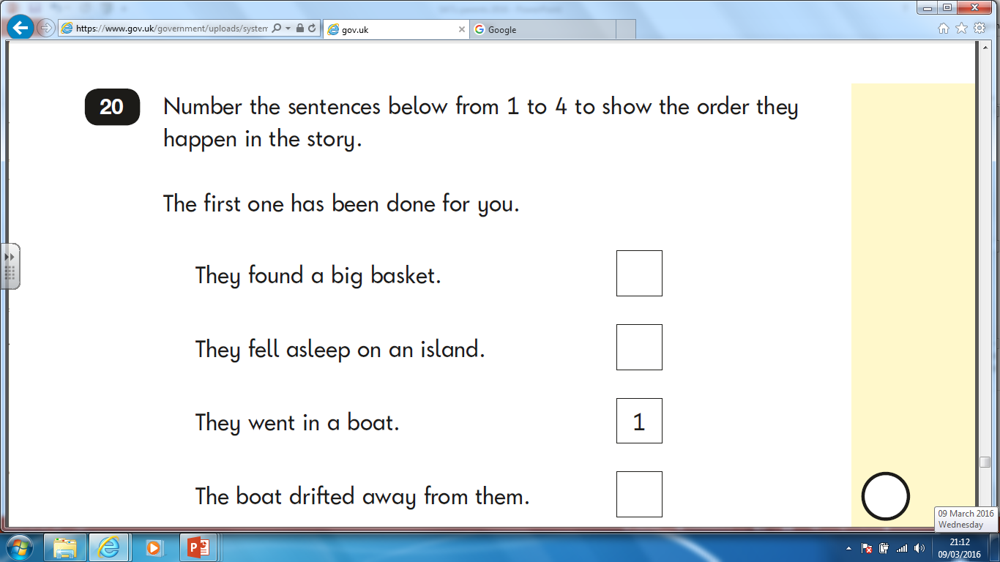 https://www.gov.uk/government/uploads/system
gov.uk
Google
20
Number the sentences below from 1 to 4 to show the order they
happen in the story.
The first one has been done for you.
They found a big basket.
They fell asleep on an island.
They went in a boat. 1
The boat drifted away from them.
09 March 2016
Wednesday
21:12
09/03/2016